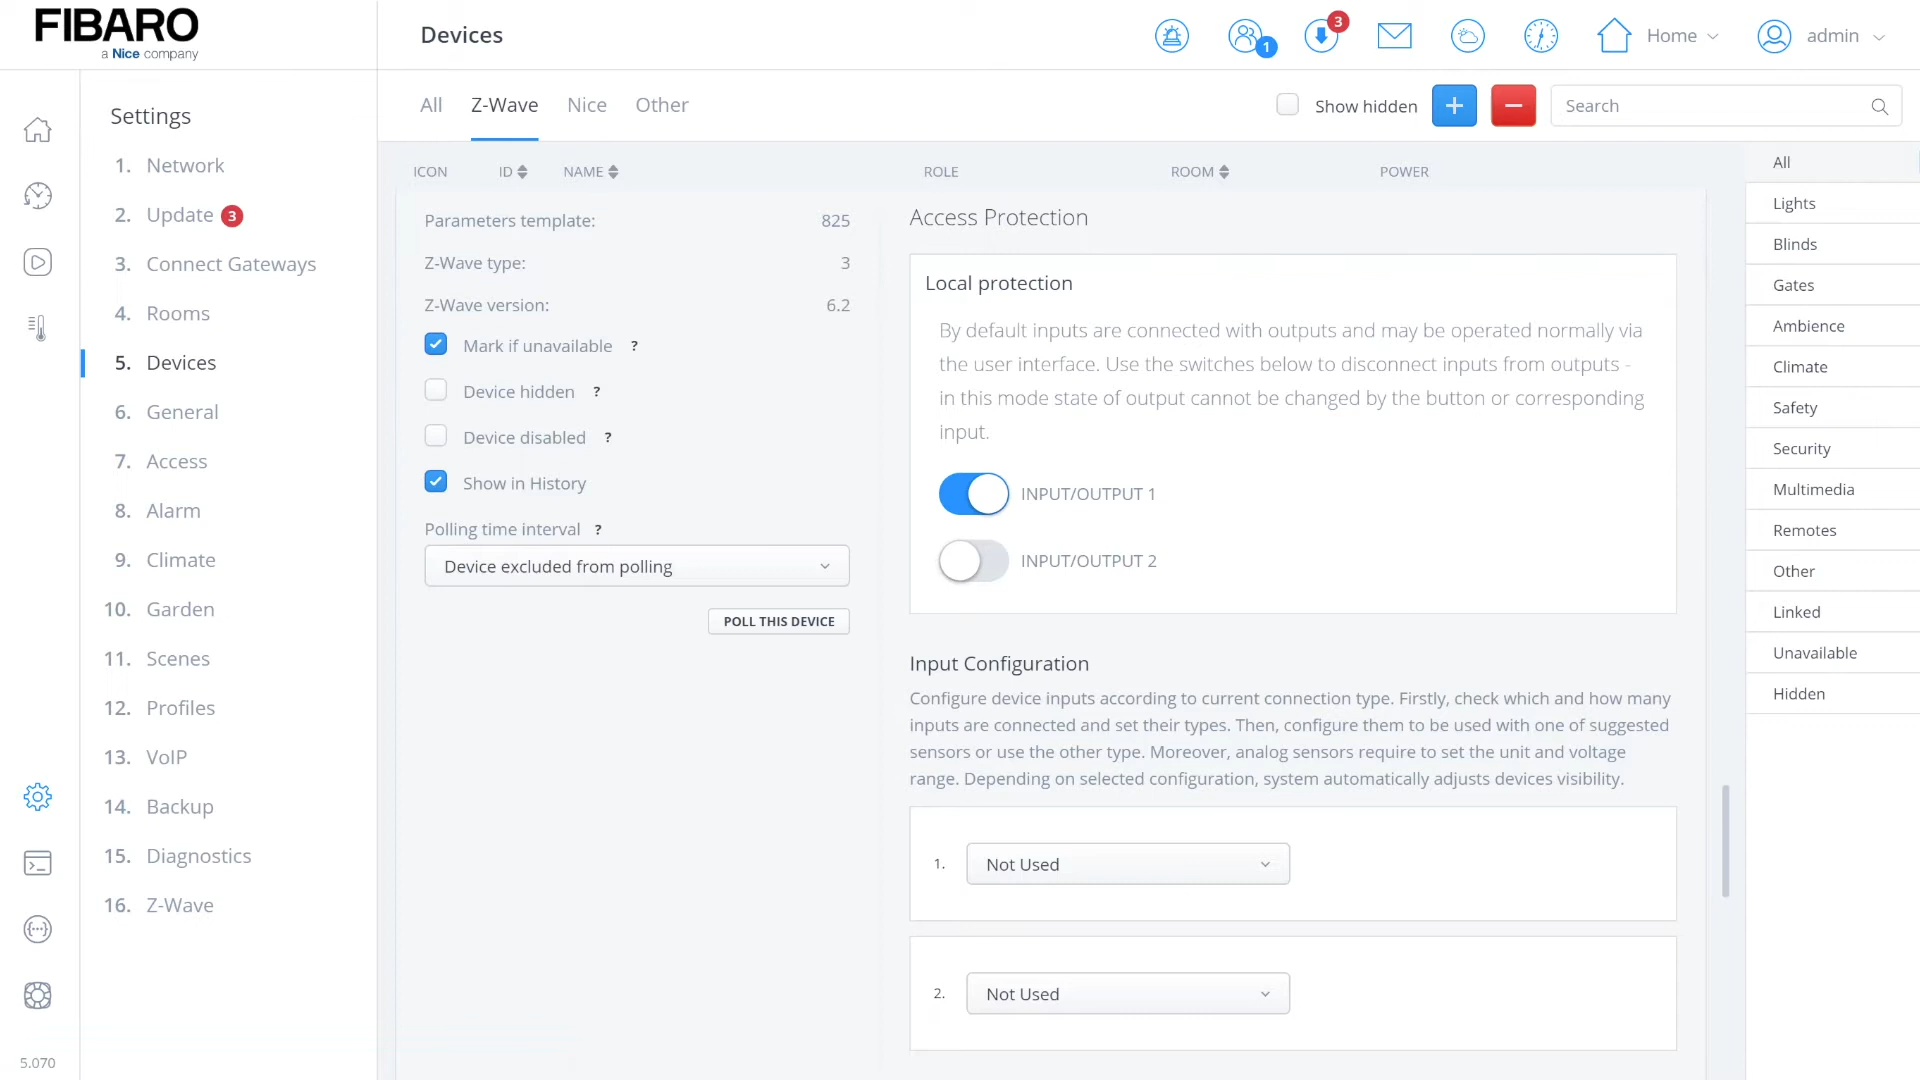 FIBARO
a Nice company
Devices
1
3
Home
admin
Settings
1. Network
2. Update 3
3. Connect Gateways
4. Rooms
5. Devices
6. General
7. Access
8. Alarm
9. Climate
10. Garden
11. Scenes
12. Profiles
13. VoIP
14. Backup
15. Diagnostics
16. Z-Wave
5.070
All Z-Wave Nice Other
Show hidden
Search
ICON ID NAME ROLE ROOM POWER
Parameters template: 825
Z-Wave type: 3
Z-Wave version: 6.2
Mark if unavailable ?
Device hidden ?
Device disabled ?
Show in History
Polling time interval ?
Device excluded from polling
POLL THIS DEVICE
Access Protection
Local protection
By default inputs are connected with outputs and may be operated normally via
the user interface. Use the switches below to disconnect inputs from outputs -
in this mode state of output cannot be changed by the button or corresponding
input.
INPUT/OUTPUT 1
INPUT/OUTPUT 2
Input Configuration
Configure device inputs according to current connection type. Firstly, check which and how many
inputs are connected and set their types. Then, configure them to be used with one of suggested
sensors or use the other type. Moreover, analog sensors require to set the unit and voltage
range. Depending on selected configuration, system automatically adjusts devices visibility.
1. Not Used
2. Not Used
All
Lights
Blinds
Gates
Ambience
Climate
Safety
Security
Multimedia
Remotes
Other
Linked
Unavailable
Hidden